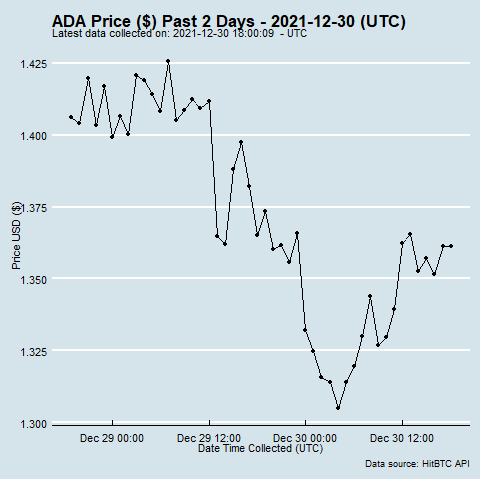 ADA Price ($) Past 2 Days - 2021-12-30 (UTC)
Latest data collected on: 2021-12-30 18:00:09 - UTC
1.425
1.400
1.375
1.350
1.325
1.300
Price USD ($)
Dec 29 00:00
Dec 29 12:00
Dec 30 00:00
Dec 30 12:00
Date Time Collected (UTC)
Data source: HitBTC API